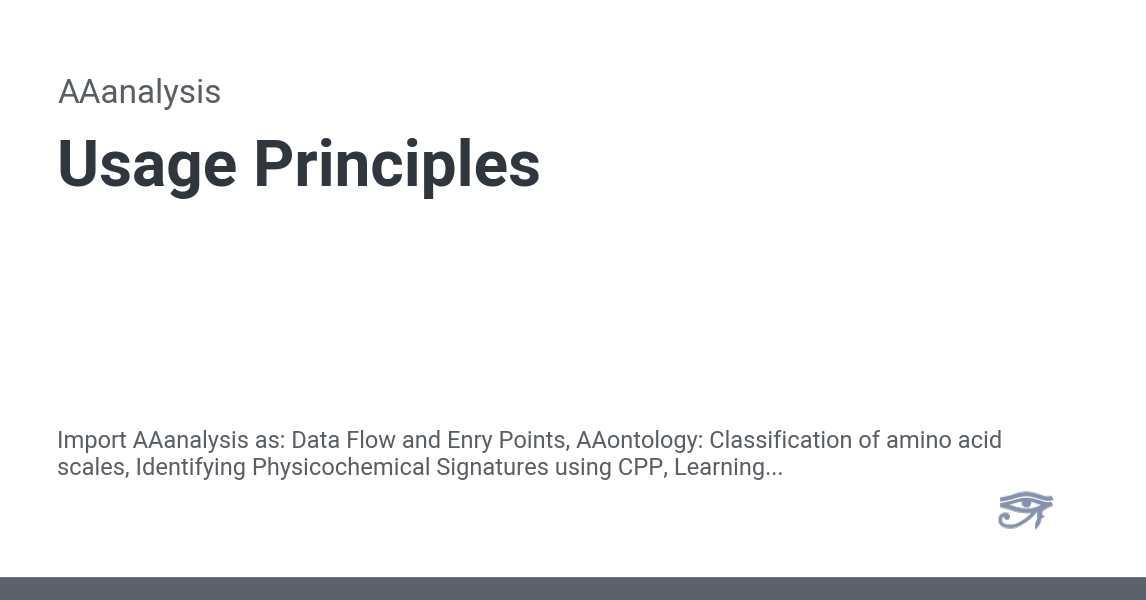 AAanalysis
Usage Principles
Import AAanalysis as: Data Flow and Enry Points, AAontology: Classification of amino acid
scales, Identifying Physicochemical Signatures using CPP, Learning...